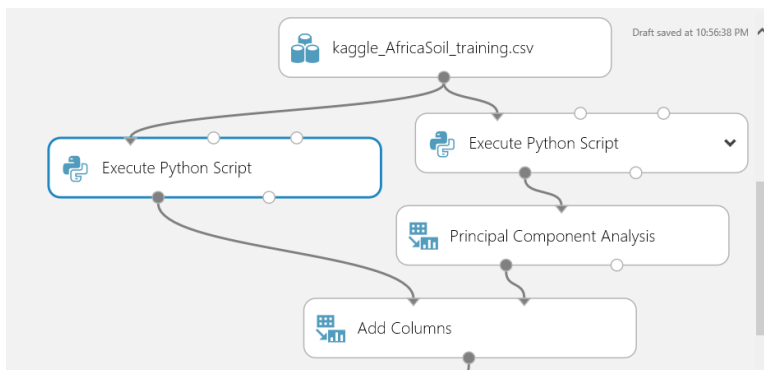 kaggle_AfricaSoil_training.csv
Draft saved at 10:56:38 PM
Execute Python Script
Execute Python Script
Principal Component Analysis
Add Columns